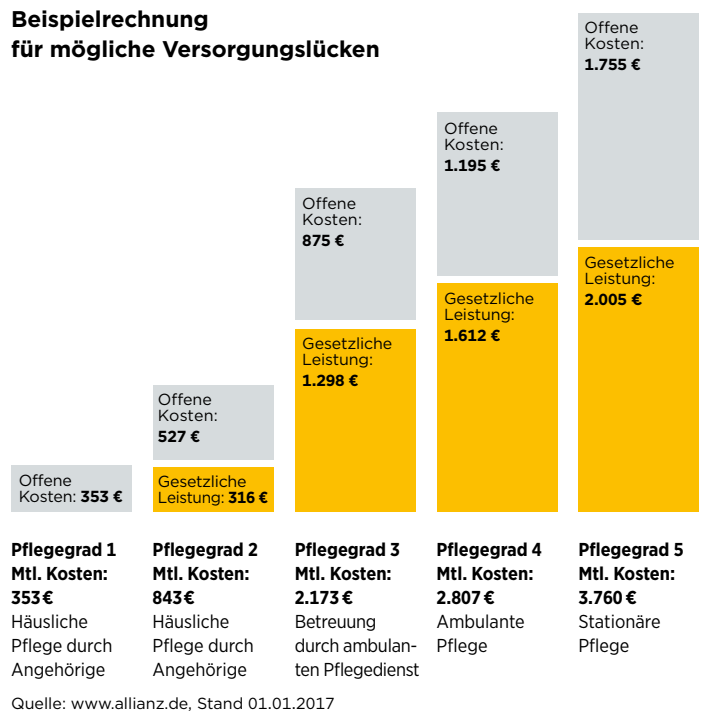 Beispielrechnung
für mögliche Versorgungslücken
Offene
Kosten: 353 €
Offene
Kosten:
527 €
Gesetzliche
Leistung: 316 €
Offene
Kosten:
875 €
Gesetzliche
Leistung:
1.298 €
Offene
Kosten:
1.195 €
Gesetzliche
Leistung:
1.612 €
Offene
Kosten:
1.755 €
Gesetzliche
Leistung:
2.005 €
Pflegegrad 1
Mtl. Kosten:
353 €
Häusliche
Pflege durch
Angehörige
Pflegegrad 2
Mtl. Kosten:
843 €
Häusliche
Pflege durch
Angehörige
Pflegegrad 3
Mtl. Kosten:
2.173 €
Betreuung
durch ambulan-
ten Pflegedienst
Pflegegrad 4
Mtl. Kosten:
2.807 €
Ambulante
Pflege
Pflegegrad 5
Mtl. Kosten:
3.760 €
Stationäre
Pflege
Quelle: www.allianz.de, Stand 01.01.2017